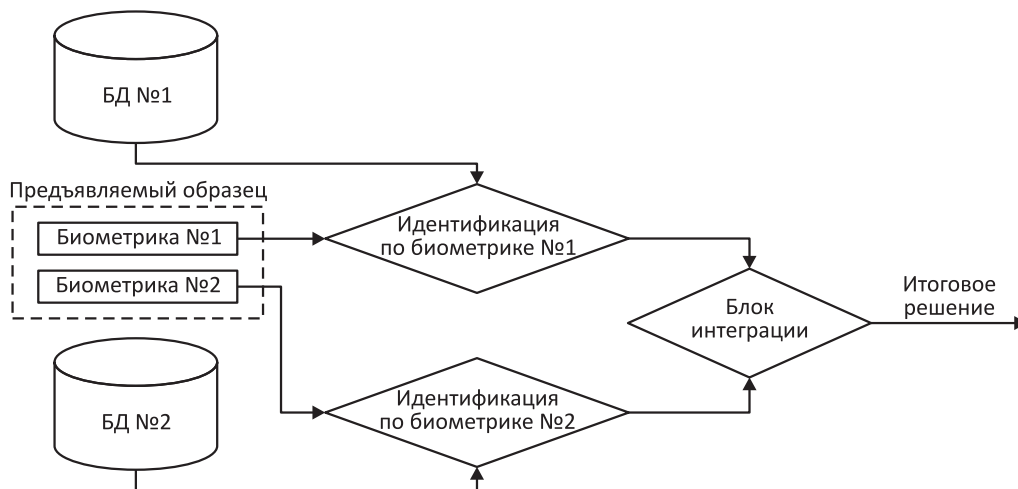 БД №1
Предъявляемый образец
Биометрика №1
Биометрика №2
Идентификация
по биометрике №1
Блок
интеграции
Итоговое
решение
БД №2
Идентификация
по биометрике №2